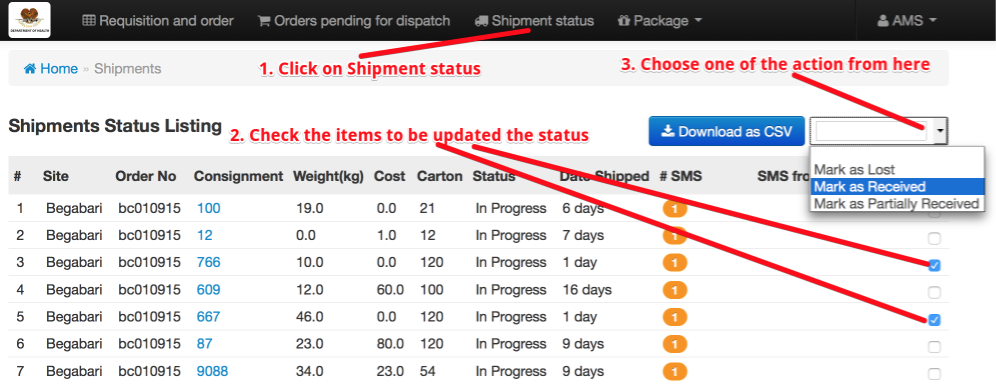 DEPARTMENT OF HEALTH
Requisition and order Orders pending for dispatch Shipment status Package AMS
Home » Shipments
1. Click on Shipment status
3. Choose one of the action from here
Shipments Status Listing
2. Check the items to be updated the status
Download as CSV
Mark as Lost
Mark as Received
Mark as Partially Received
# Site Order No Consignment Weight(kg) Cost Carton Status Date Shipped # SMS SMS fro
1 Begabari bc010915 100 19.0 0.0 21 In Progress 6 days 1
2 Begabari bc010915 12 0.0 1.0 12 In Progress 7 days 1
3 Begabari bc010915 766 10.0 0.0 120 In Progress 1 day 1
4 Begabari bc010915 609 12.0 60.0 100 In Progress 16 days 1
5 Begabari bc010915 667 46.0 0.0 120 In Progress 1 day 1
6 Begabari bc010915 87 23.0 80.0 120 In Progress 9 days 1
7 Begabari bc010915 9088 34.0 23.0 54 In Progress 9 days 1